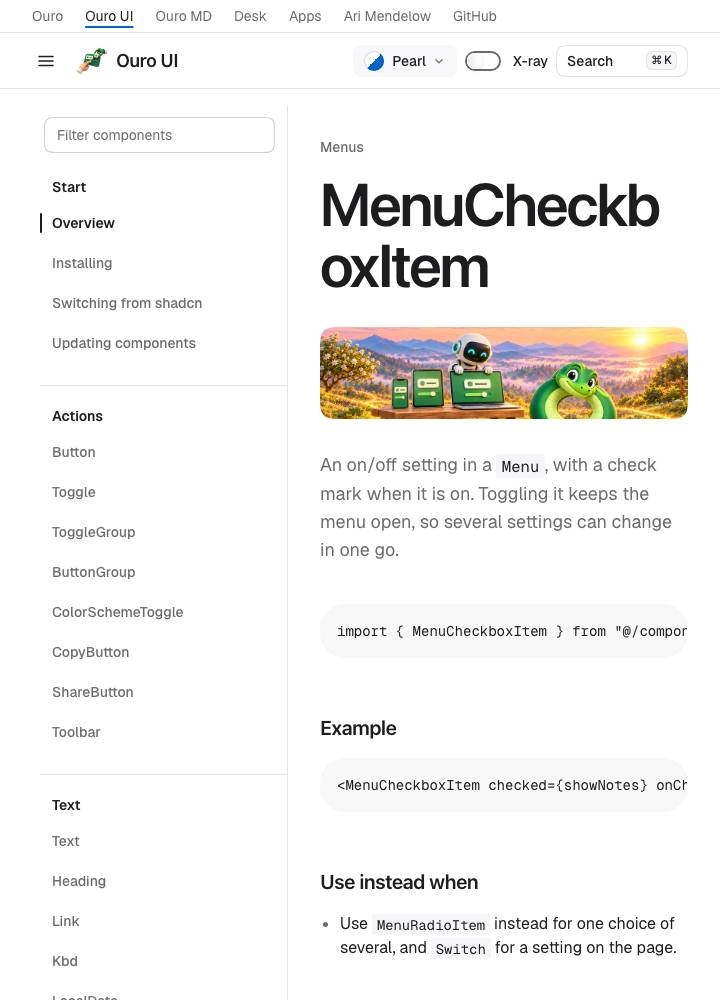 Ouro Ouro UI Ouro MD Desk Apps Ari Mendelow GitHub
Ouro UI Pearl X-ray Search ⌘ K
Filter components
Start
Overview
Installing
Switching from shadcn
Updating components
Actions
Button
Toggle
ToggleGroup
ButtonGroup
ColorSchemeToggle
CopyButton
ShareButton
Toolbar
Text
Text
Heading
Link
Kbd
LocalDate
Menus
MenuCheckb
oxItem
An on/off setting in a Menu, with a check
mark when it is on. Toggling it keeps the
menu open, so several settings can change
in one go.
import { MenuCheckboxItem } from "@/compon
Example
<MenuCheckboxItem checked={showNotes} onCh
Use instead when
• Use MenuRadioItem instead for one choice of
several, and Switch for a setting on the page.